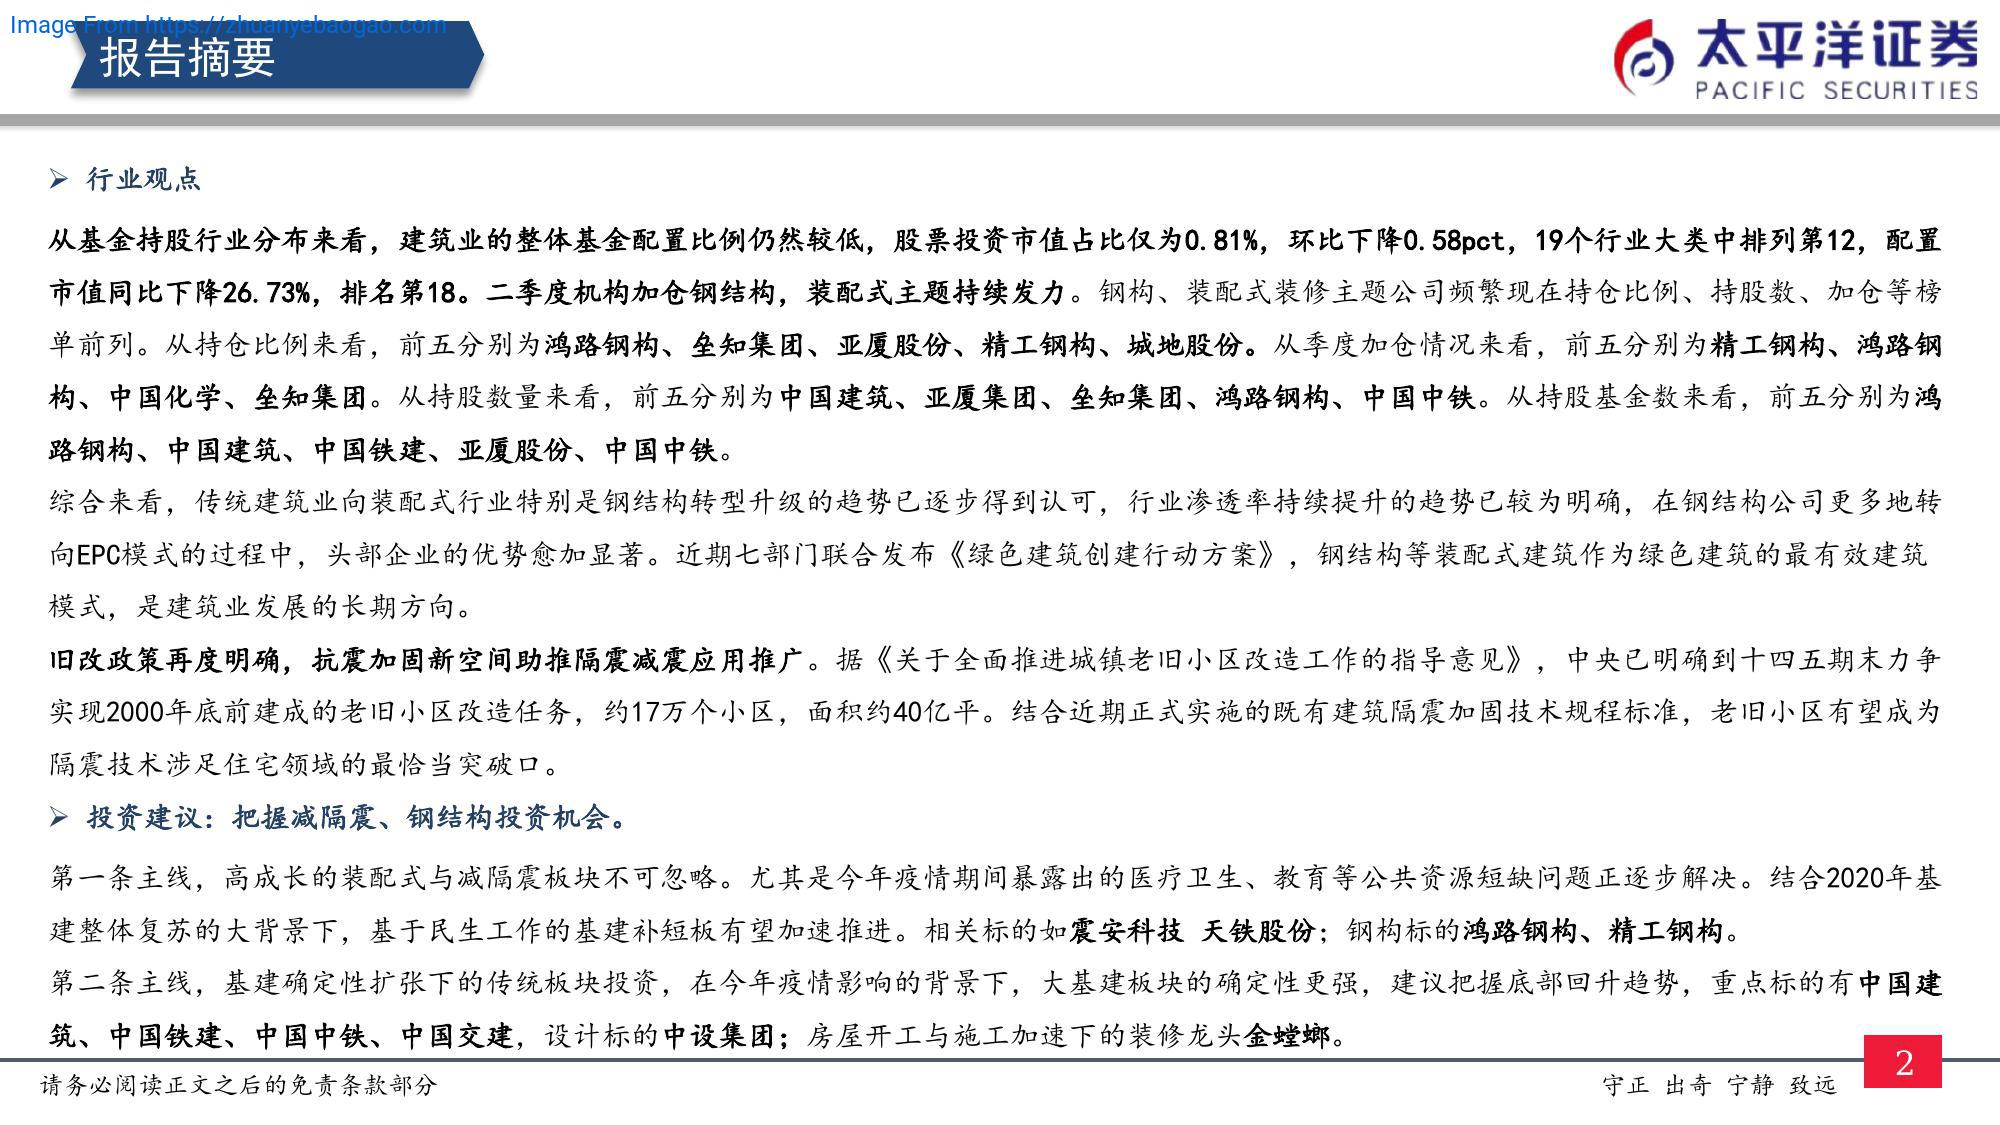 Image From https://zhuanyebaogao.com
报告摘要
太平洋证券
PACIFIC SECURITIES
行业观点
从基金持股行业分布来看，建筑业的整体基金配置比例仍然较低，股票投资市值占比仅为0.81%，环比下降0.58pct，19个行业大类中排列第12，配置
市值同比下降26.73%，排名第18。二季度机构加仓钢结构，装配式主题持续发力。钢构、装配式装修主题公司频繁现在持仓比例、持股数、加仓等榜
单前列。从持仓比例来看，前五分别为鸿路钢构、垒知集团、亚厦股份、精工钢构、城地股份。从季度加仓情况来看，前五分别为精工钢构、鸿路钢
构、中国化学、垒知集团。从持股数量来看，前五分别为中国建筑、亚厦集团、垒知集团、鸿路钢构、中国中铁。从持股基金数来看，前五分别为鸿
路钢构、中国建筑、中国铁建、亚厦股份、中国中铁。
综合来看，传统建筑业向装配式行业特别是钢结构转型升级的趋势已逐步得到认可，行业渗透率持续提升的趋势已较为明确，在钢结构公司更多地转
向EPC模式的过程中，头部企业的优势愈加显著。近期七部门联合发布《绿色建筑创建行动方案》，钢结构等装配式建筑作为绿色建筑的最有效建筑
模式，是建筑业发展的长期方向。
旧改政策再度明确，抗震加固新空间助推隔震减震应用推广。据《关于全面推进城镇老旧小区改造工作的指导意见》，中央已明确到十四五期末力争
实现2000年底前建成的老旧小区改造任务，约17万个小区，面积约40亿平。结合近期正式实施的既有建筑隔震加固技术规程标准，老旧小区有望成为
隔震技术涉足住宅领域的最恰当突破口。
投资建议：把握减隔震、钢结构投资机会。
第一条主线，高成长的装配式与减隔震板块不可忽略。尤其是今年疫情期间暴露出的医疗卫生、教育等公共资源短缺问题正逐步解决。结合2020年基
建整体复苏的大背景下，基于民生工作的基建补短板有望加速推进。相关标的如震安科技 天铁股份；钢构标的鸿路钢构、精工钢构。
第二条主线，基建确定性扩张下的传统板块投资，在今年疫情影响的背景下，大基建板块的确定性更强，建议把握底部回升趋势，重点标的有中国建
筑、中国铁建、中国中铁、中国交建，设计标的中设集团；房屋开工与施工加速下的装修龙头金螳螂。
请务必阅读正文之后的免责条款部分
守正 出奇 宁静 致远
2